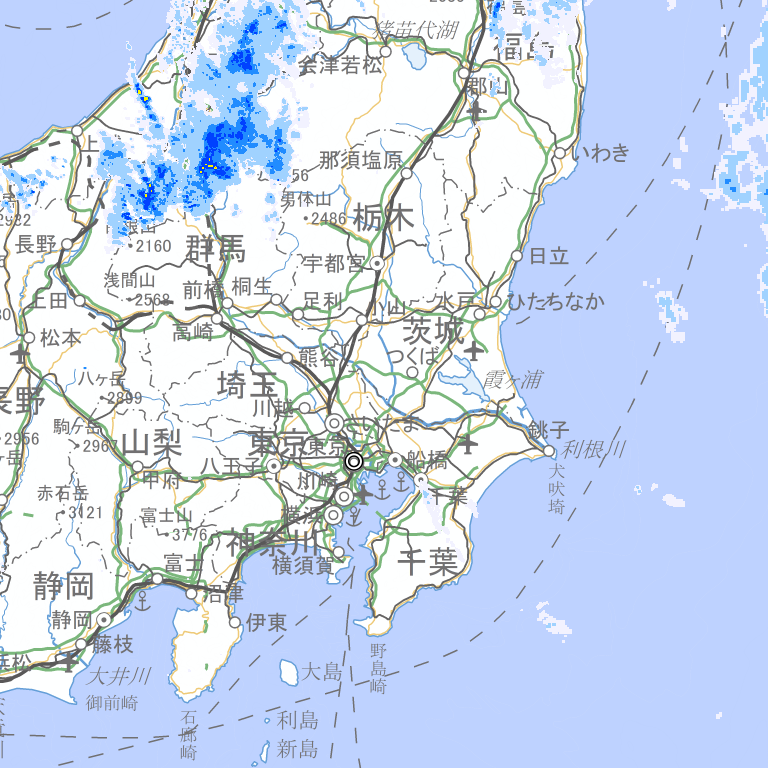 猪苗代湖
福島
会津若松
郡山
上
いわき
那須塩原
男体山
2486
栃木
2922
2160
長野
群馬
日立
宇都宮
浅間山
2568
前橋
桐生
上田
足利
小山
水戸
ひたちなか
高崎
茨城
松本
熊谷
つくば
八ヶ岳
2899
埼玉
霞ヶ浦
長野
川越
さいたま
駒ヶ岳
2956
2967
山梨
東京
東京
銚子
利根川
船橋
八王子
甲府
川崎
千葉
犬吠埼
赤石岳
3121
富士山
3776
横浜
神奈川
千葉
横須賀
富士
静岡
沼津
静岡
伊東
藤枝
浜松
野島崎
大井川
大島
御前崎
石廊崎
利島
新島